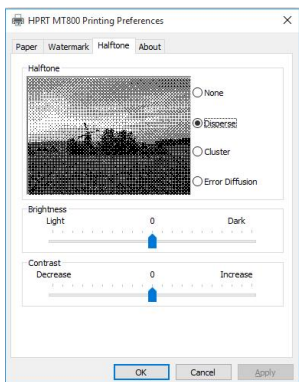 HPRT MT800 Printing Preferences
Paper Watermark Halftone About
Halftone
None
Disperse
Cluster
Error Diffusion
Brightness
Light 0 Dark
Contrast
Decrease 0 Increase
OK Cancel Apply